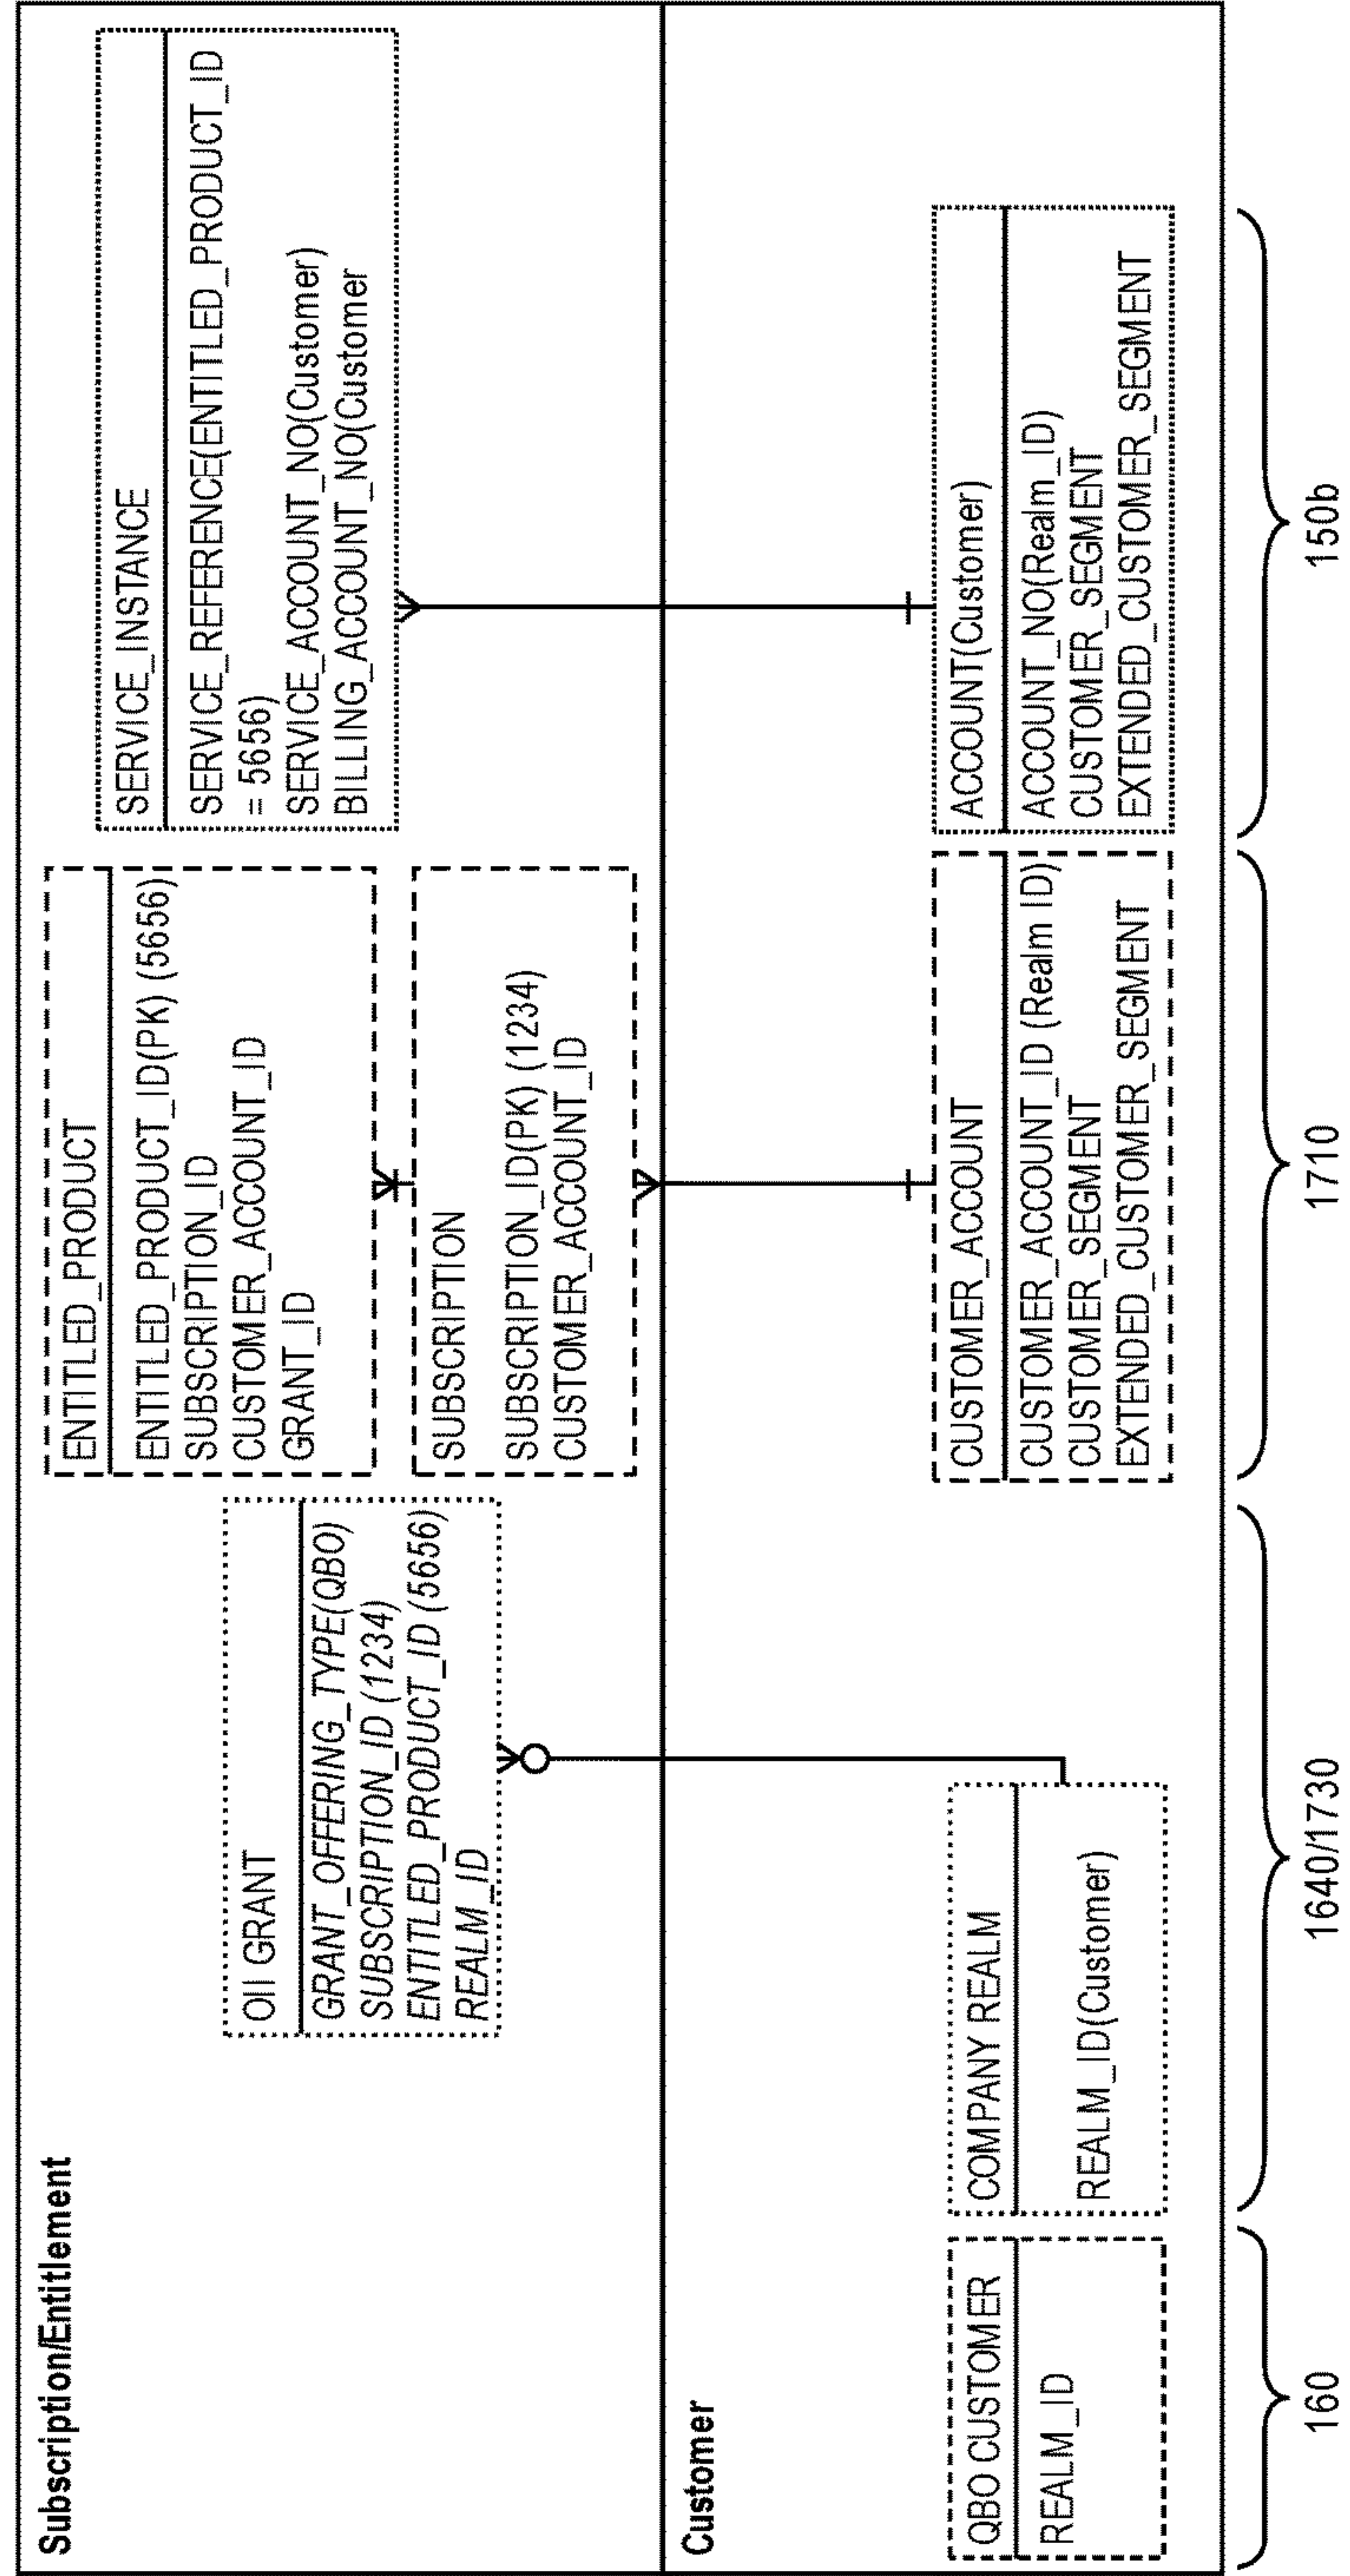 Subscription/Entitlement
OII GRANT
GRANT_OFFERING_TYPE(QBO)
SUBSCRIPTION_ID (1234)
ENTITLED_PRODUCT_ID (5656)
REALM_ID
ENTITLED_PRODUCT
ENTITLED_PRODUCT_ID(PK) (5656)
SUBSCRIPTION_ID
CUSTOMER_ACCOUNT_ID
GRANT_ID
SUBSCRIPTION
SUBSCRIPTION_ID(PK) (1234)
CUSTOMER_ACCOUNT_ID
SERVICE_INSTANCE
SERVICE_REFERENCE(ENTITLED_PRODUCT_ID
= 5656)
SERVICE_ACCOUNT_NO(Customer)
BILLING_ACCOUNT_NO(Customer
Customer
QBO CUSTOMER
REALM_ID
COMPANY REALM
REALM_ID(Customer)
CUSTOMER_ACCOUNT
CUSTOMER_ACCOUNT_ID (Realm ID)
CUSTOMER_SEGMENT
EXTENDED_CUSTOMER_SEGMENT
ACCOUNT(Customer)
ACCOUNT_NO(Realm_ID)
CUSTOMER_SEGMENT
EXTENDED_CUSTOMER_SEGMENT
160
1640/1730
1710
150b